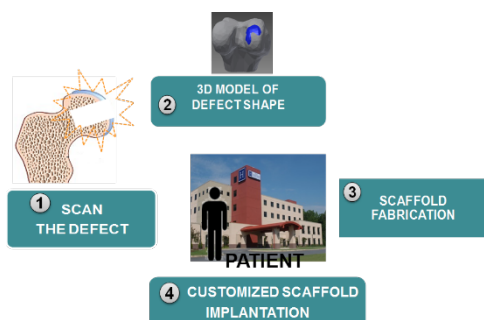 2
3D MODEL OF
DEFECT SHAPE
1
SCAN
THE DEFECT
3
SCAFFOLD
FABRICATION
PATIENT
4
CUSTOMIZED SCAFFOLD
IMPLANTATION